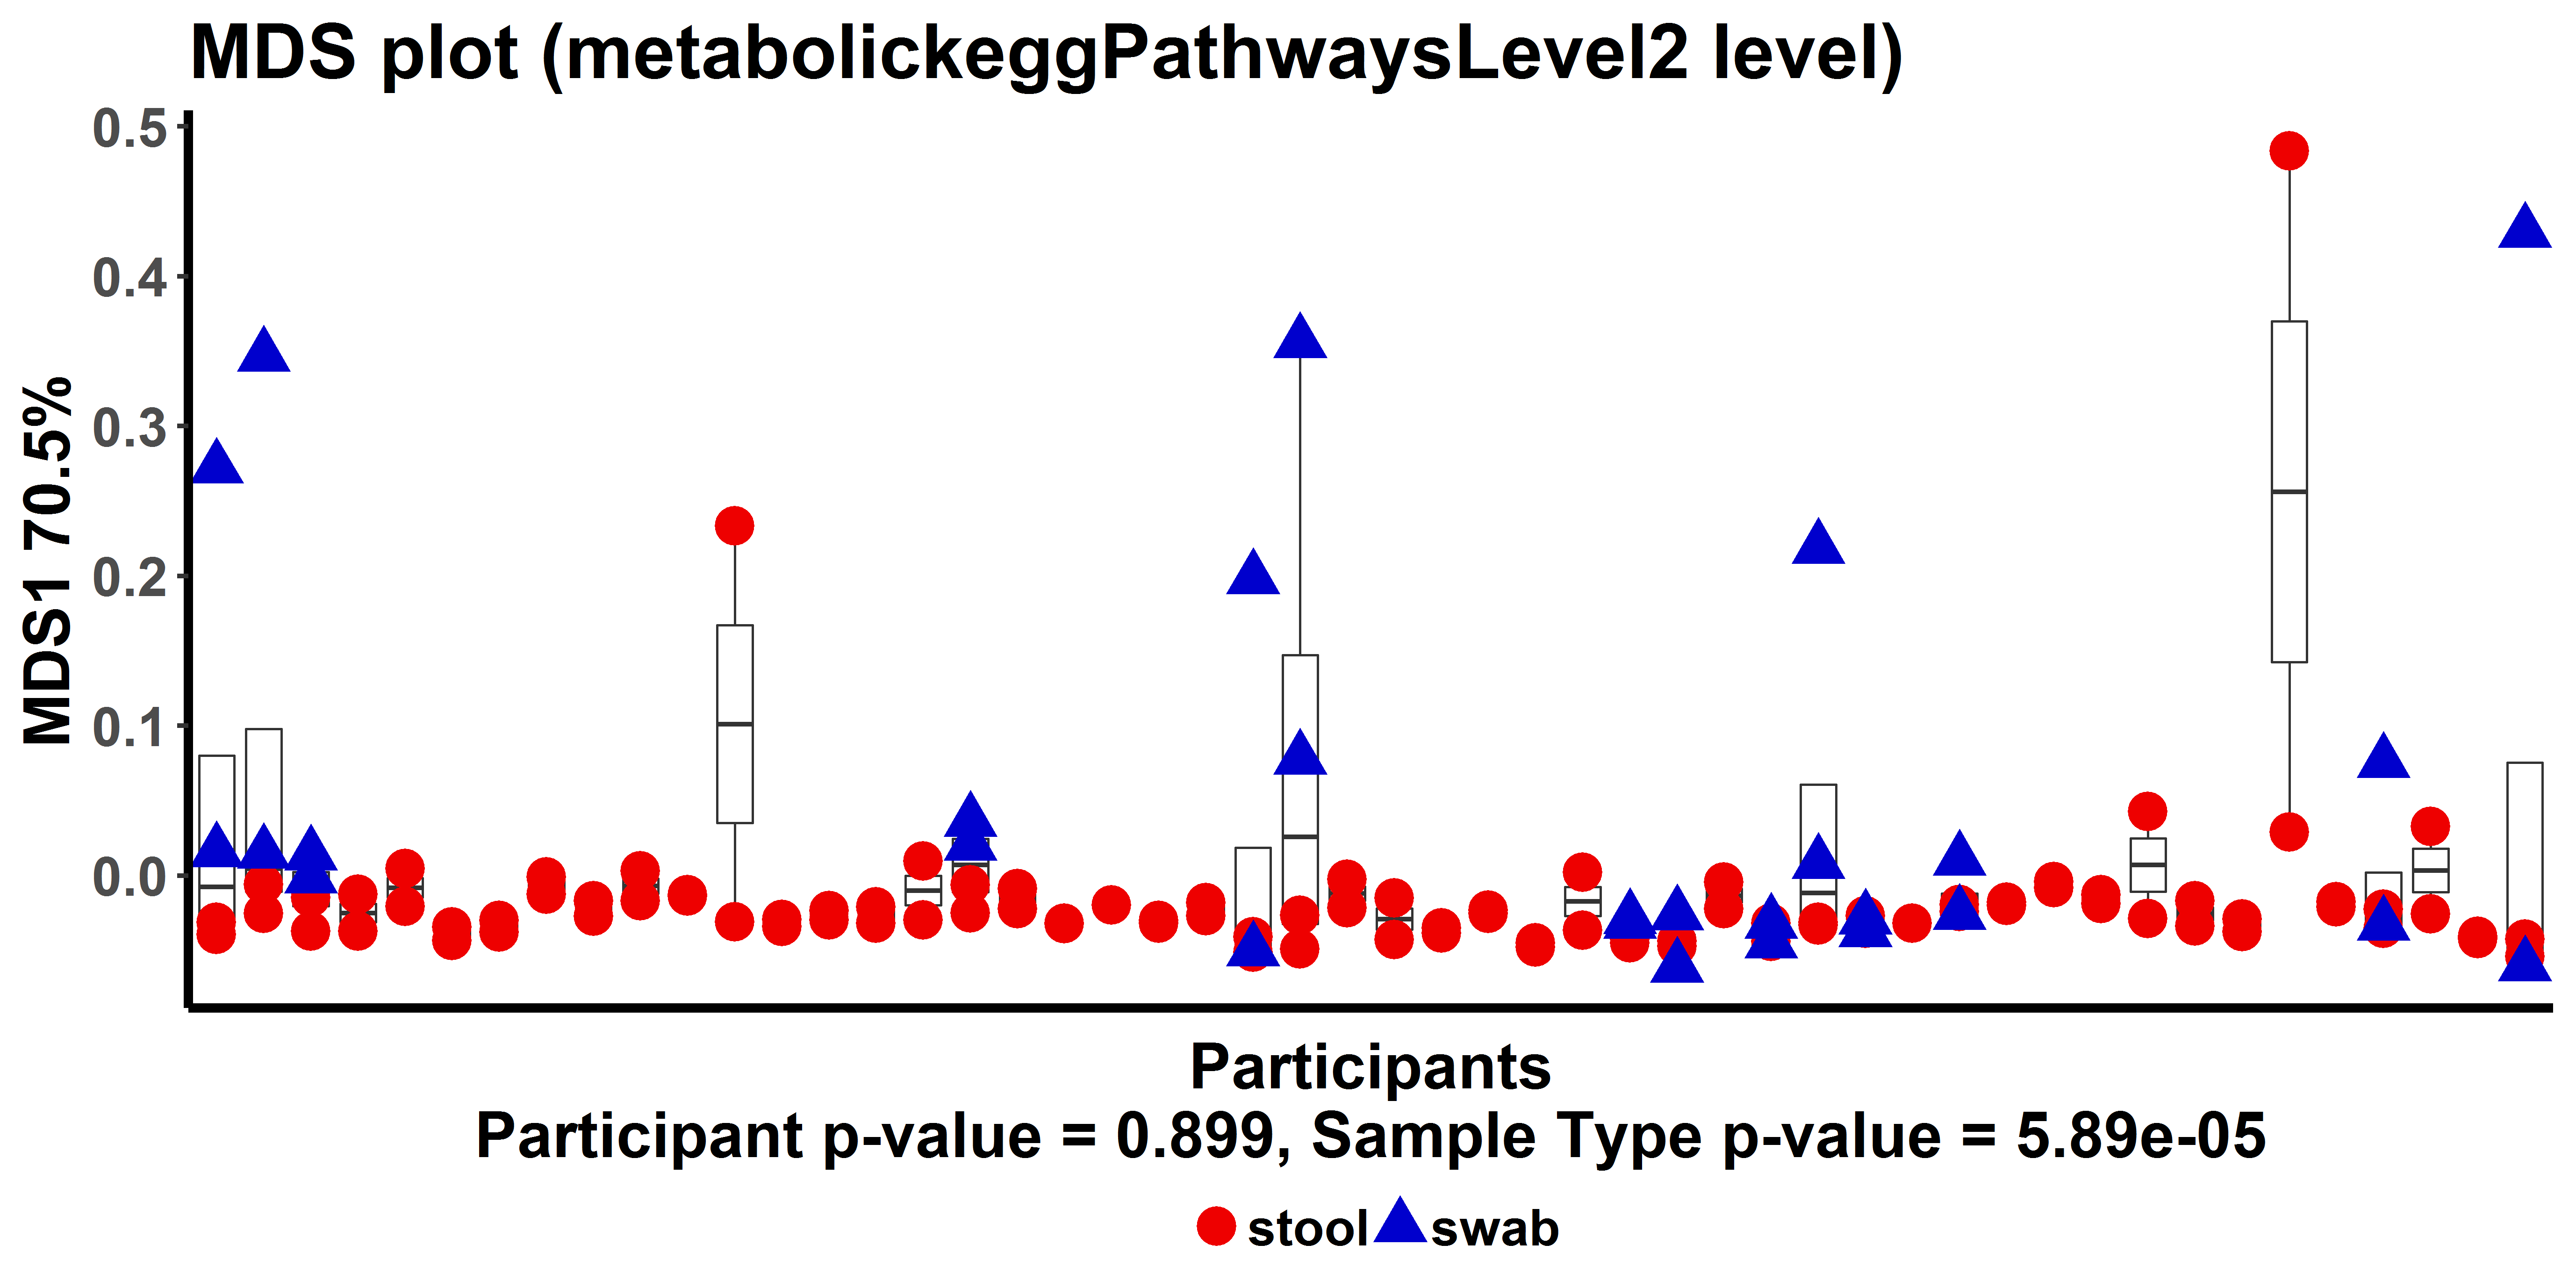 MDS plot (metabolickeggPathwaysLevel2 level)
MDS1 70.5%
0.5
0.4
0.3
0.2
0.1
0.0
Participants
Participant p-value = 0.899, Sample Type p-value = 5.89e-05
stool swab